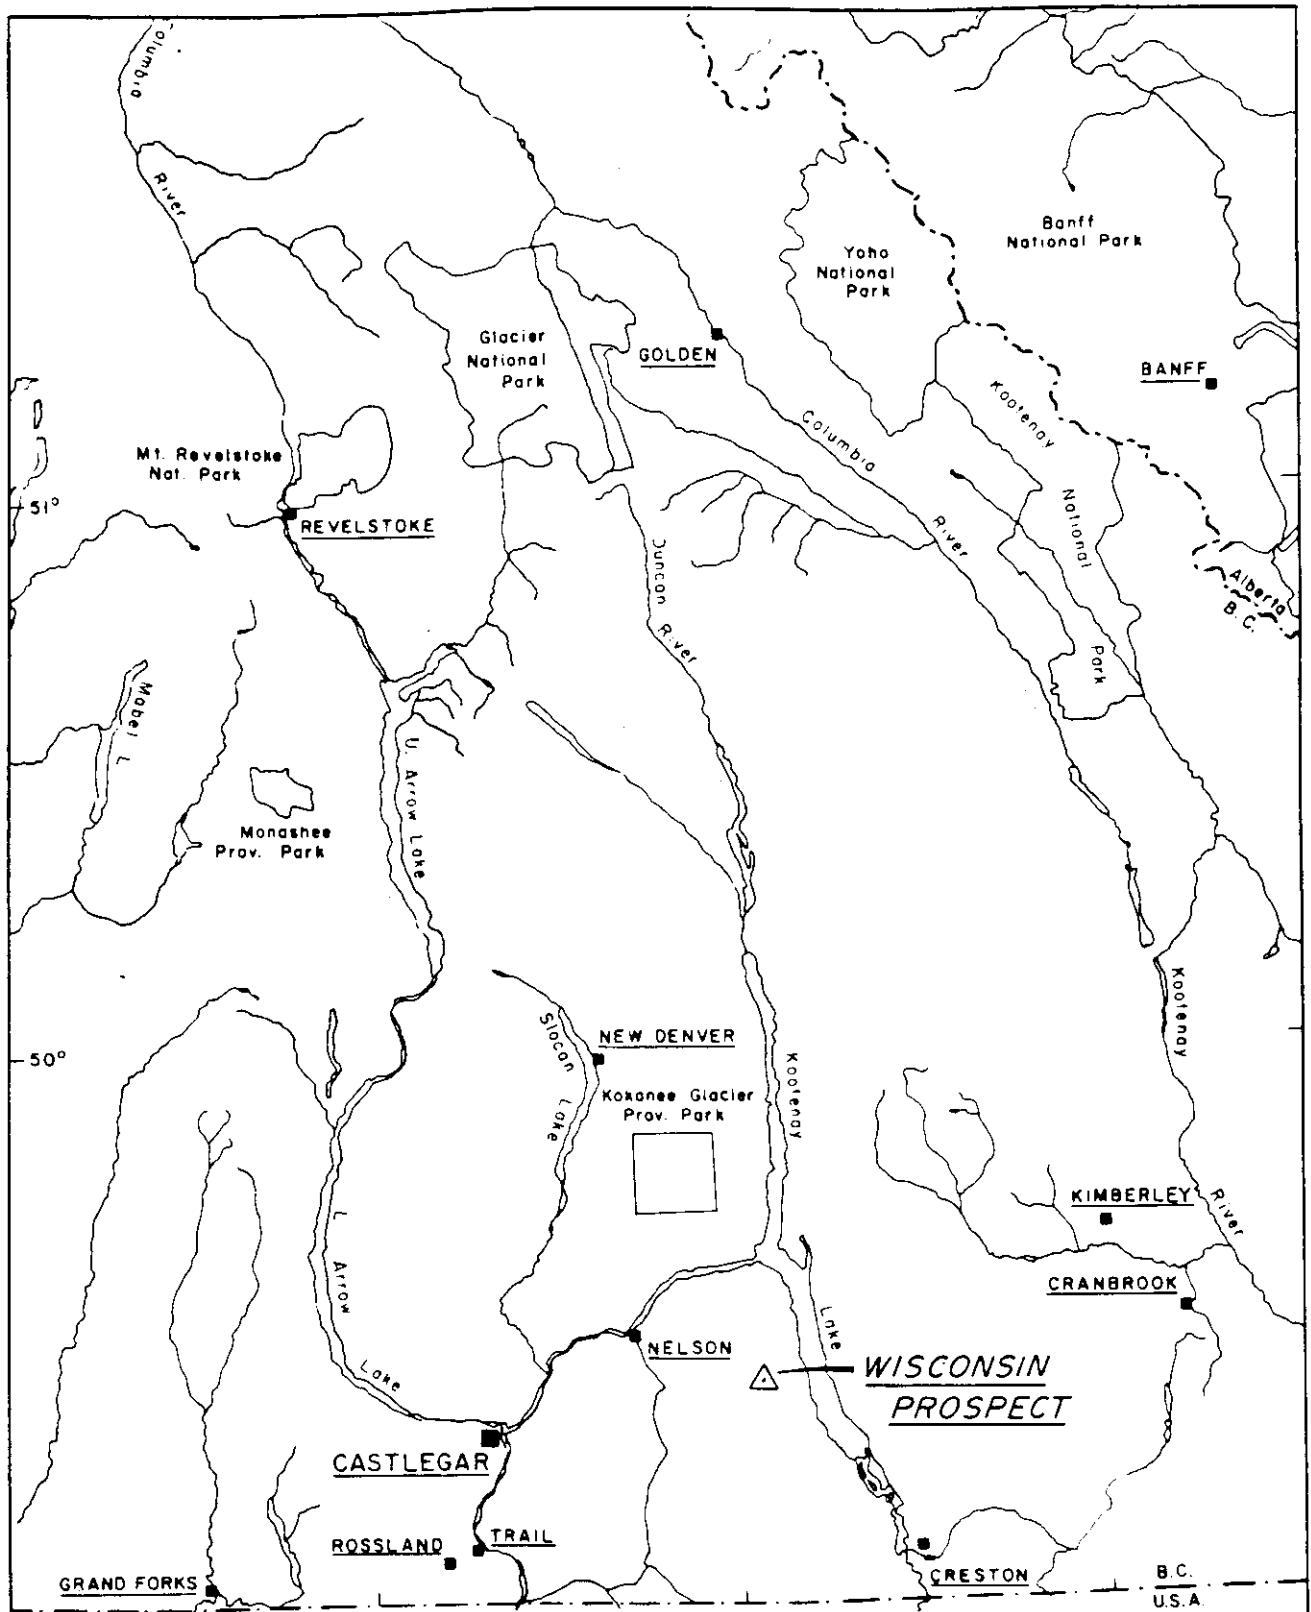 Columbia
River
Banff
National Park
Yoho
National
Park
Glacier
National
Park
GOLDEN
BANFF
Kootenay
National
Park
Columbia
River
Mt. Revelstoke
Nat. Park
51°
REVELSTOKE
Duncan
River
Alberta
B.C.
Mabel L
U. Arrow Lake
Monashee
Prov. Park
Kootenay
River
50°
Slocan
Lake
NEW DENVER
Kokanee Glacier
Prov. Park
Kootenay
Lake
KIMBERLEY
CRANBROOK
L
Arrow
Lake
NELSON
WISCONSIN
PROSPECT
CASTLEGAR
ROSSLAND
TRAIL
GRAND FORKS
CRESTON
B.C.
U.S.A.